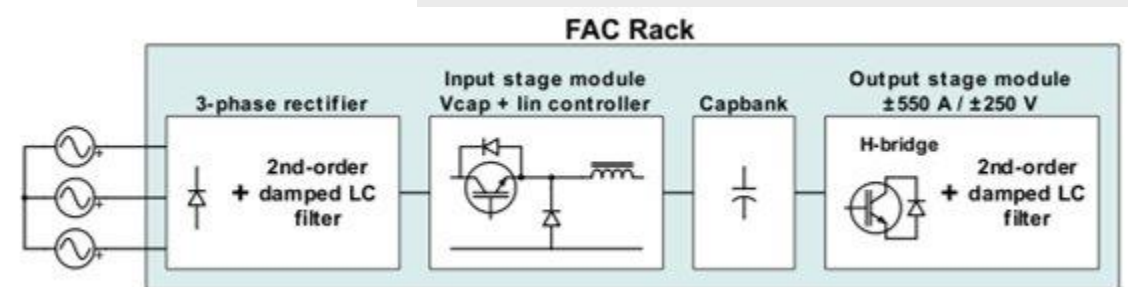 FAC Rack
3-phase rectifier
Input stage module
Vcap + Iin controller
Capbank
Output stage module
±550 A / ±250 V
+ 2nd-order
damped LC
filter
H-bridge
+ 2nd-order
damped LC
filter
+
+
+